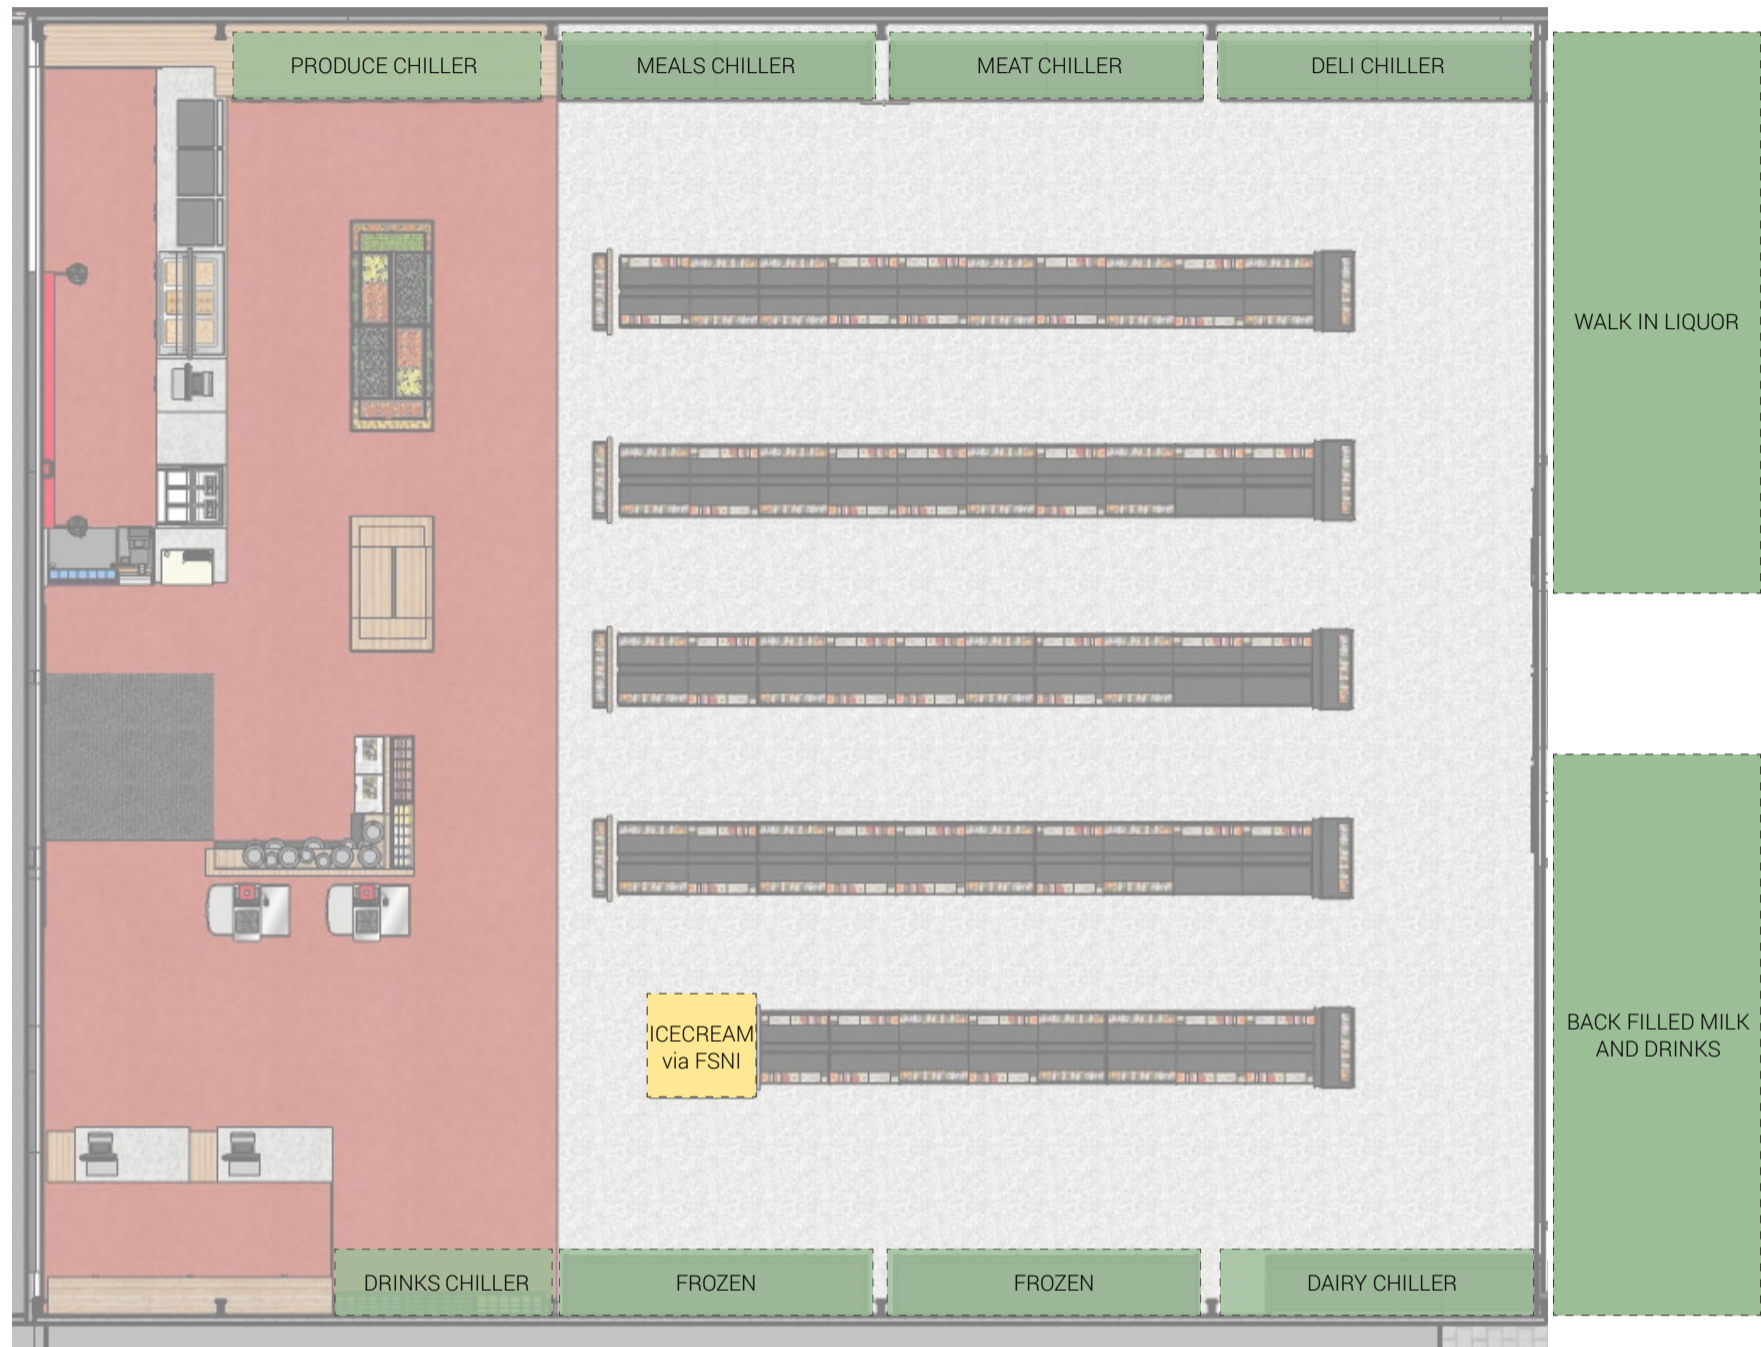 PRODUCE CHILLER
MEALS CHILLER
MEAT CHILLER
DELI CHILLER
WALK IN LIQUOR
ICECREAM
via FSNI
BACK FILLED MILK
AND DRINKS
DRINKS CHILLER
FROZEN
FROZEN
DAIRY CHILLER